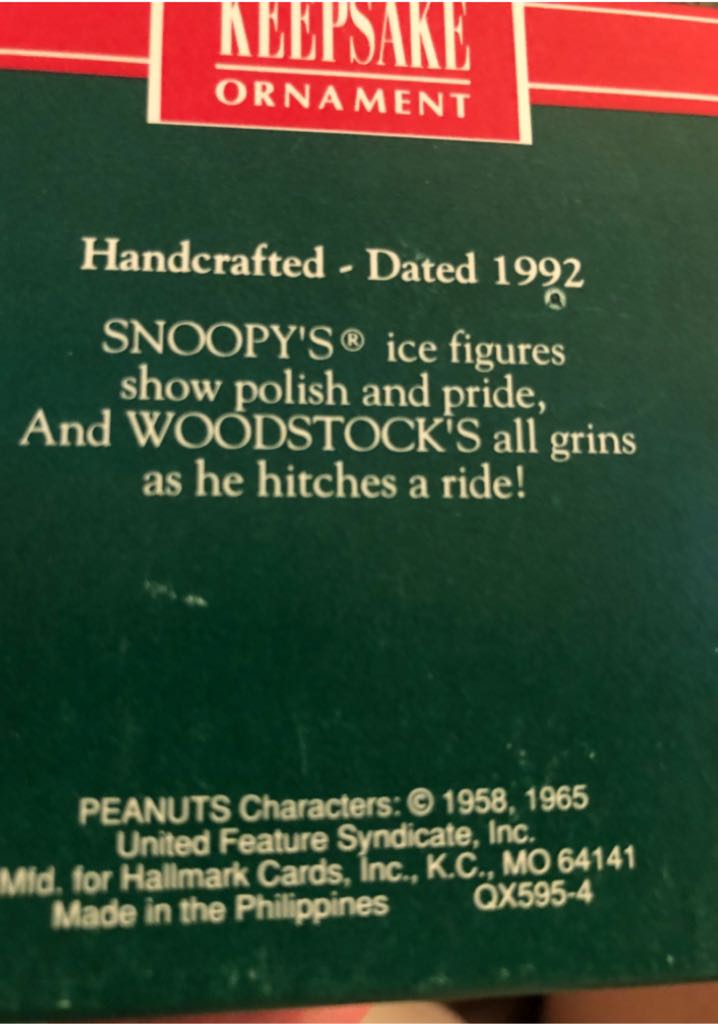 KEEPSAKE
ORNAMENT
Handcrafted - Dated 1992
SNOOPY'S® ice figures
show polish and pride,
And WOODSTOCK'S all grins
as he hitches a ride!
PEANUTS Characters: © 1958, 1965
United Feature Syndicate, Inc.
Mfd. for Hallmark Cards, Inc., K.C., MO 64141
Made in the Philippines QX595-4